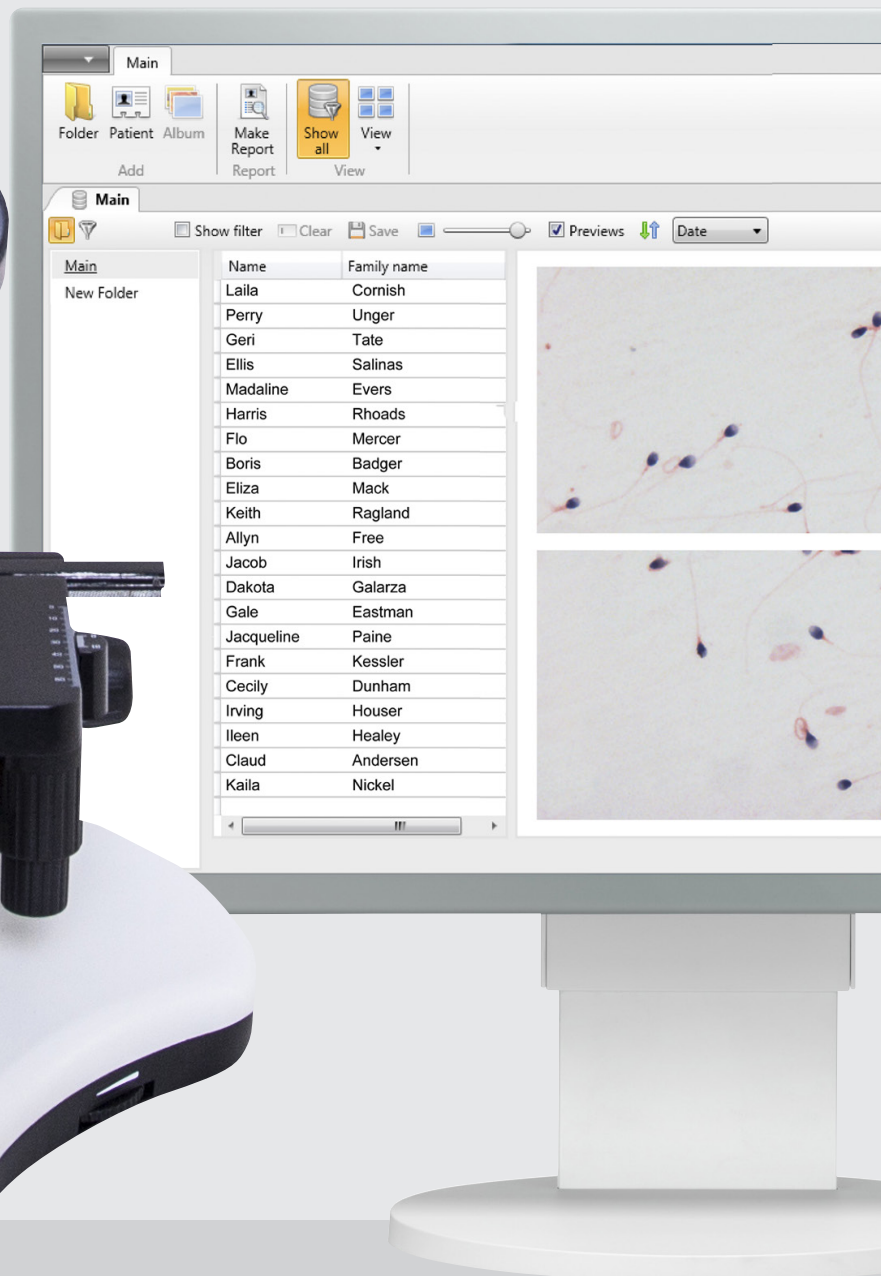 Main
Folder Patient Album Make Report Show all View
Add Report View
Main
Show filter Clear Save Previews Date
Main
New Folder
Name Family name
Laila Cornish
Perry Unger
Geri Tate
Ellis Salinas
Madaline Evers
Harris Rhoads
Flo Mercer
Boris Badger
Eliza Mack
Keith Ragland
Allyn Free
Jacob Irish
Dakota Galarza
Gale Eastman
Jacqueline Paine
Frank Kessler
Cecily Dunham
Irving Houser
Ileen Healey
Claud Andersen
Kaila Nickel